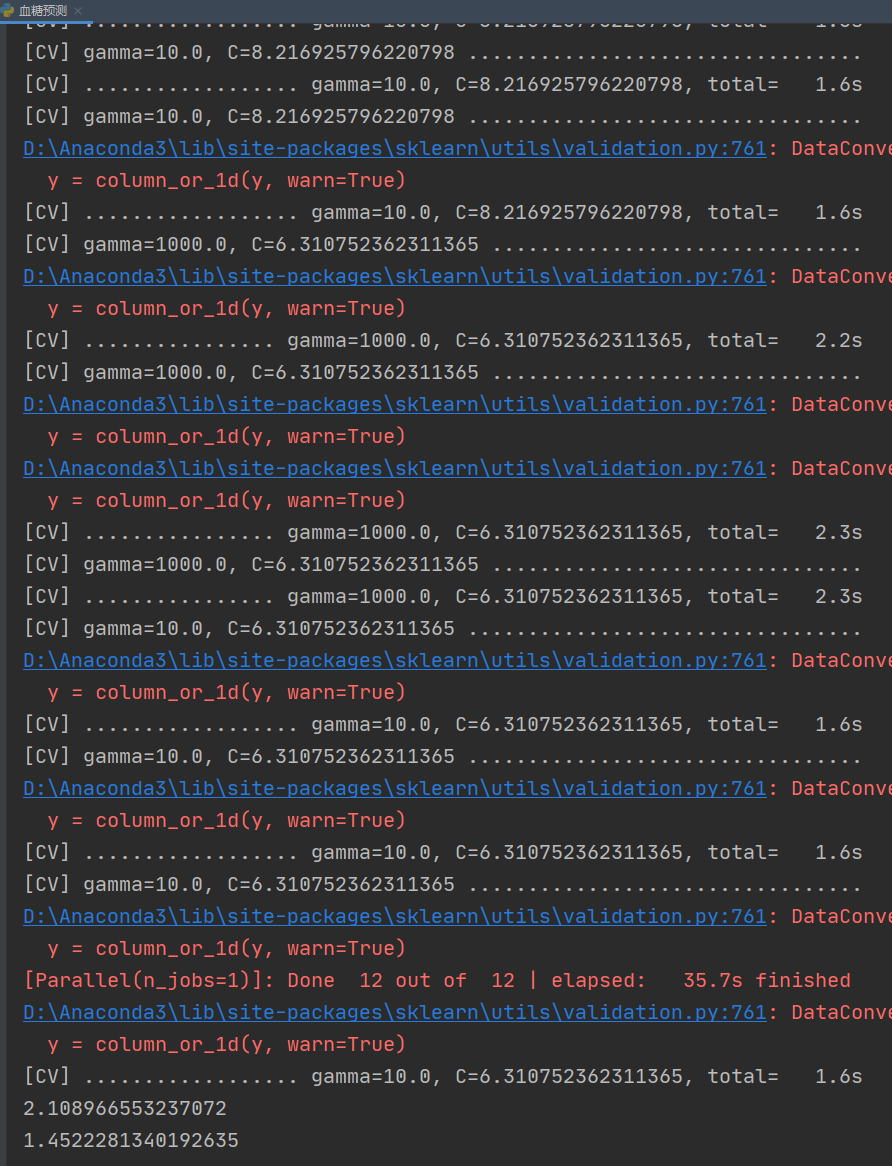 血糖预测
[CV] gamma=10.0, C=8.216925796220798 .................................
[CV] .................. gamma=10.0, C=8.216925796220798, total=   1.6s
[CV] gamma=10.0, C=8.216925796220798 .................................
D:\Anaconda3\lib\site-packages\sklearn\utils\validation.py:761: DataConve
  y = column_or_1d(y, warn=True)
[CV] .................. gamma=10.0, C=8.216925796220798, total=   1.6s
[CV] gamma=1000.0, C=6.310752362311365 ...............................
D:\Anaconda3\lib\site-packages\sklearn\utils\validation.py:761: DataConve
  y = column_or_1d(y, warn=True)
[CV] ................ gamma=1000.0, C=6.310752362311365, total=   2.2s
[CV] gamma=1000.0, C=6.310752362311365 ...............................
D:\Anaconda3\lib\site-packages\sklearn\utils\validation.py:761: DataConve
  y = column_or_1d(y, warn=True)
D:\Anaconda3\lib\site-packages\sklearn\utils\validation.py:761: DataConve
  y = column_or_1d(y, warn=True)
[CV] ................ gamma=1000.0, C=6.310752362311365, total=   2.3s
[CV] gamma=1000.0, C=6.310752362311365 ...............................
[CV] ................ gamma=1000.0, C=6.310752362311365, total=   2.3s
[CV] gamma=10.0, C=6.310752362311365 .................................
D:\Anaconda3\lib\site-packages\sklearn\utils\validation.py:761: DataConve
  y = column_or_1d(y, warn=True)
[CV] .................. gamma=10.0, C=6.310752362311365, total=   1.6s
[CV] gamma=10.0, C=6.310752362311365 .................................
D:\Anaconda3\lib\site-packages\sklearn\utils\validation.py:761: DataConve
  y = column_or_1d(y, warn=True)
[CV] .................. gamma=10.0, C=6.310752362311365, total=   1.6s
[CV] gamma=10.0, C=6.310752362311365 .................................
D:\Anaconda3\lib\site-packages\sklearn\utils\validation.py:761: DataConve
  y = column_or_1d(y, warn=True)
[Parallel(n_jobs=1)]: Done  12 out of  12 | elapsed:   35.7s finished
D:\Anaconda3\lib\site-packages\sklearn\utils\validation.py:761: DataConve
  y = column_or_1d(y, warn=True)
[CV] .................. gamma=10.0, C=6.310752362311365, total=   1.6s
2.108966553237072
1.4522281340192635